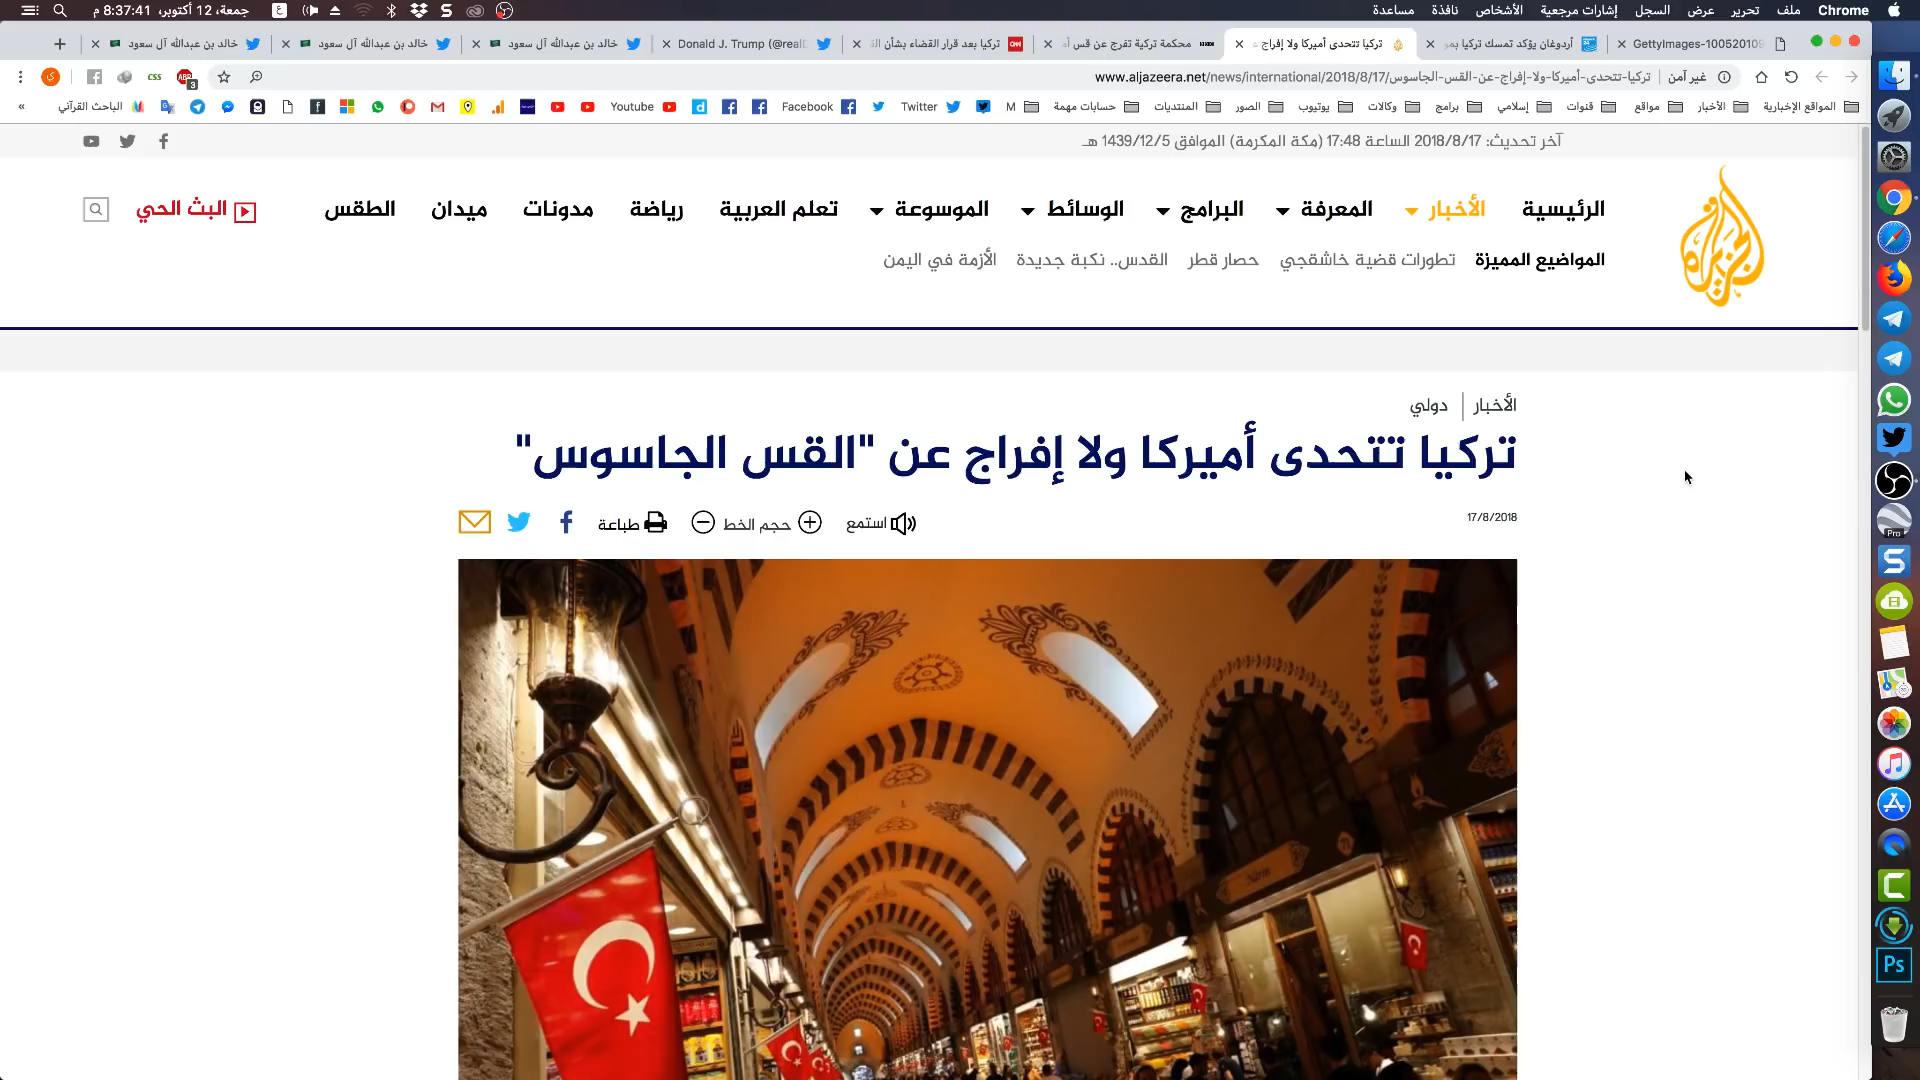 Chrome ملف تحرير عرض السجل إشارات مرجعية الأشخاص نافذة مساعدة
جمعة، 12 أكتوبر، 8:37:41 م
GettyImages-100520109
أردوغان يؤكد تمسك تركيا بمو
تركيا تتحدى أميركا ولا إفراج ع
محكمة تركية تفرج عن قس أ
تركيا بعد قرار القضاء بشأن الق
Donald J. Trump (@real
خالد بن عبدالله آل سعود
خالد بن عبدالله آل سعود
خالد بن عبدالله آل سعود
غير آمن
www.aljazeera.net/news/international/2018/8/17/تركيا-تتحدى-أميركا-ولا-إفراج-عن-القس-الجاسوس
المواقع الإخبارية الأخبار مواقع قنوات إسلامي برامج وكالات يوتيوب الصور المنتديات حسابات مهمة M Twitter Facebook Youtube الباحث القرآني
آخر تحديث: 2018/8/17 الساعة 17:48 (مكة المكرمة) الموافق 1439/12/5 هـ
الرئيسية الأخبار المعرفة البرامج الوسائط الموسوعة تعلم العربية رياضة مدونات ميدان الطقس البث الحي
المواضيع المميزة تطورات قضية خاشقجي حصار قطر القدس.. نكبة جديدة الأزمة في اليمن
الجزيرة
الأخبار دولي
تركيا تتحدى أميركا ولا إفراج عن "القس الجاسوس"
17/8/2018
استمع حجم الخط طباعة
Pro
Ps